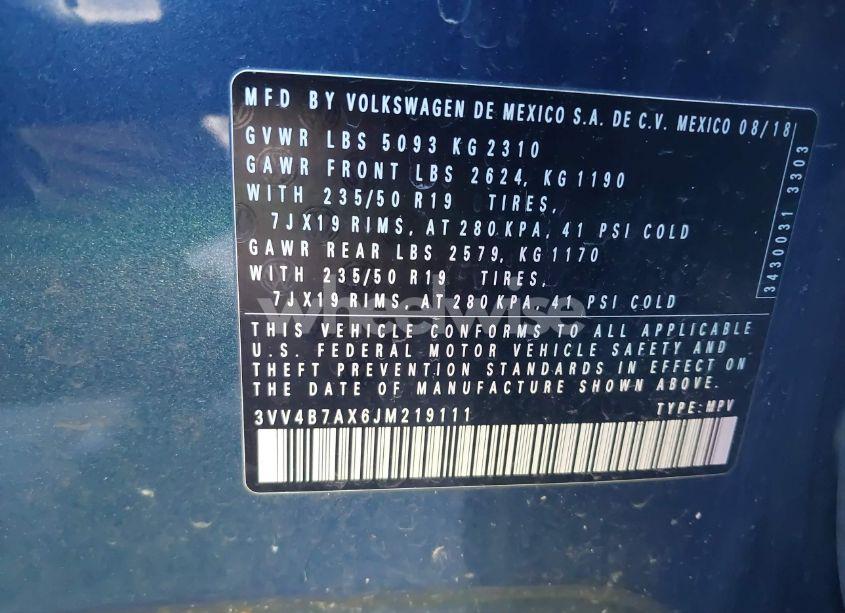 MFD BY VOLKSWAGEN DE MEXICO S.A. DE C.V. MEXICO 08/18
GVWR LBS 5093 KG 2310
GAWR FRONT LBS 2624, KG 1190
WITH 235/50 R19 TIRES,
7JX19 RIMS, AT 280 KPA, 41 PSI COLD
GAWR REAR LBS 2579, KG 1170
WITH 235/50 R19 TIRES,
7JX19 RIMS, AT 280 KPA, 41 PSI COLD
THIS VEHICLE CONFORMS TO ALL APPLICABLE
U.S. FEDERAL MOTOR VEHICLE SAFETY AND
THEFT PREVENTION STANDARDS IN EFFECT ON
THE DATE OF MANUFACTURE SHOWN ABOVE.
3VV4B7AX6JM219111 TYPE: MPV
3430031 3303
wheelwise